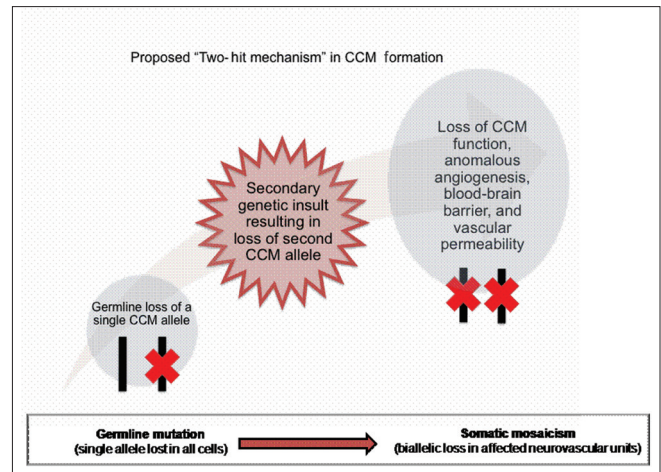 Proposed “Two-hit mechanism” in CCM formation
Loss of CCM
function,
anomalous
angiogenesis,
blood-brain
barrier, and
vascular
permeability
Secondary
genetic insult
resulting in
loss of second
CCM allele
Germline loss of a
single CCM allele
Germline mutation
(single allele lost in all cells)
Somatic mosaicism
(biallelic loss in affected neurovascular units)